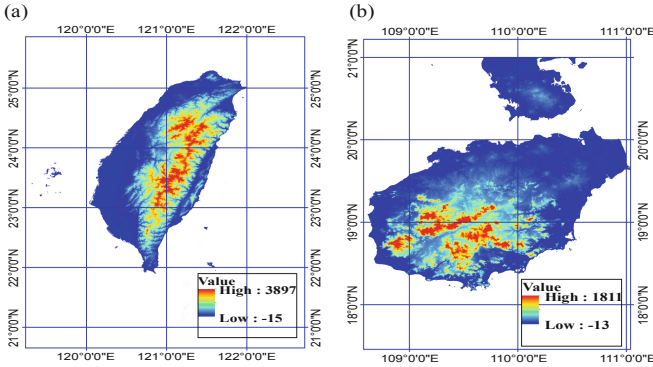 (a)
120°0'0"E 121°0'0"E 122°0'0"E
25°0'0"N
24°0'0"N
23°0'0"N
22°0'0"N
21°0'0"N
25°0'0"N
24°0'0"N
23°0'0"N
22°0'0"N
21°0'0"N
Value
High : 3897
Low : -15
120°0'0"E 121°0'0"E 122°0'0"E
(b)
109°0'0"E 110°0'0"E 111°0'0"E
21°0'0"N
20°0'0"N
19°0'0"N
18°0'0"N
21°0'0"N
20°0'0"N
19°0'0"N
18°0'0"N
Value
High : 1811
Low : -13
109°0'0"E 110°0'0"E 111°0'0"E